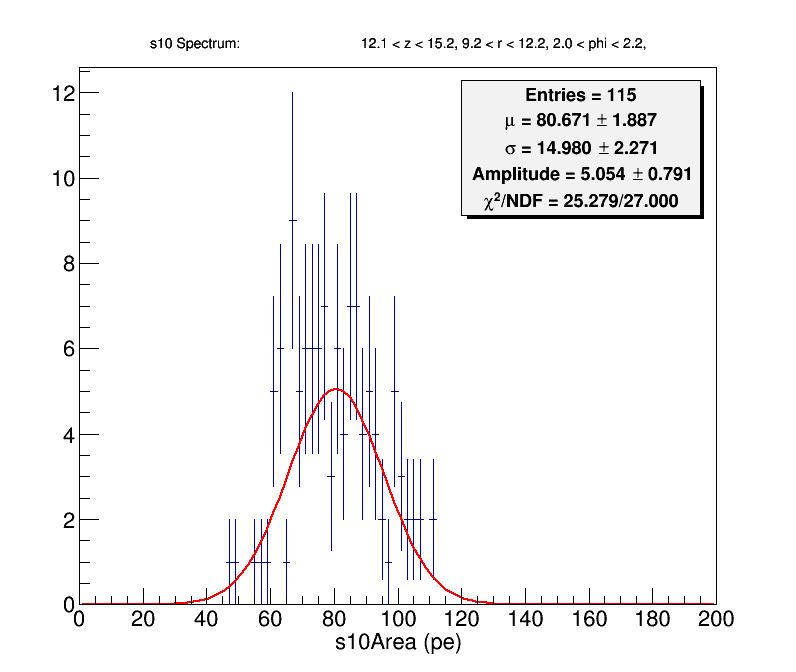 s10 Spectrum: 12.1 < z < 15.2, 9.2 < r < 12.2, 2.0 < phi < 2.2,
Entries = 115
μ = 80.671 ± 1.887
σ = 14.980 ± 2.271
Amplitude = 5.054 ± 0.791
χ²/NDF = 25.279/27.000
12
10
8
6
4
2
0
0 20 40 60 80 100 120 140 160 180 200
s10Area (pe)